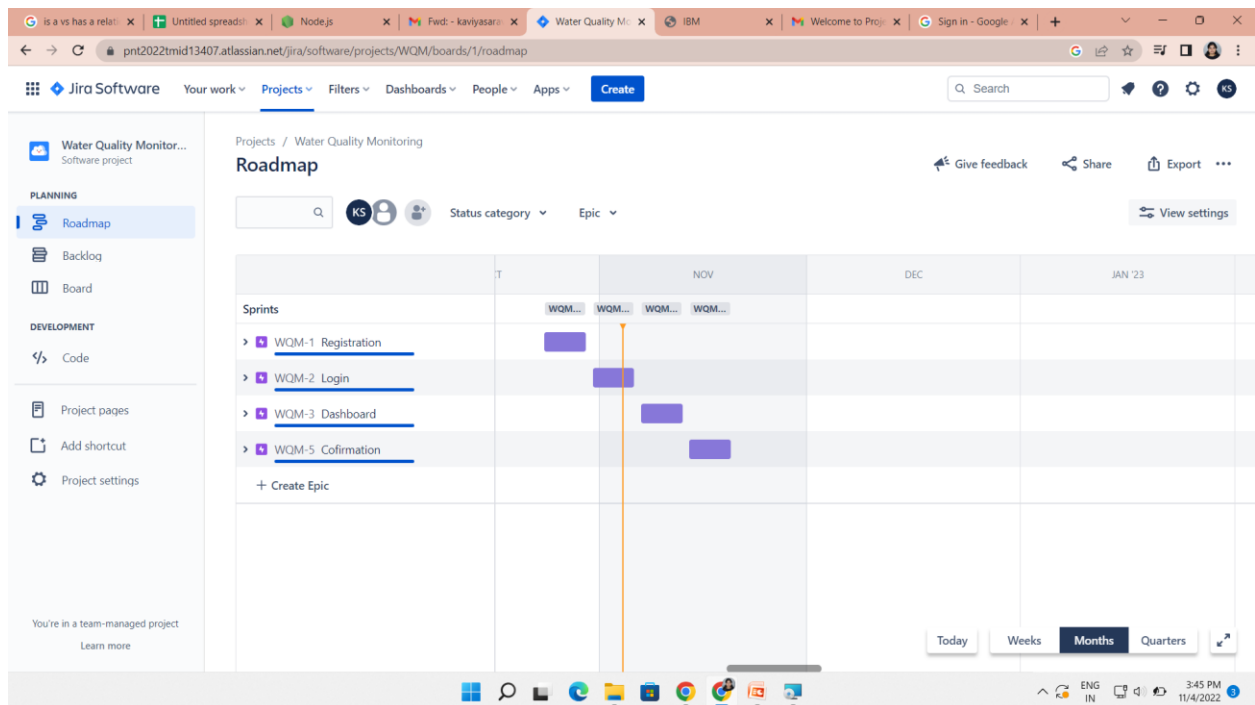 is a vs has a relati
Untitled spreadsh
Node.js
Fwd: - kaviyasara
Water Quality Mo
IBM
Welcome to Proje
Sign in - Google A
pnt2022tmid13407.atlassian.net/jira/software/projects/WQM/boards/1/roadmap
Jira Software
Your work
Projects
Filters
Dashboards
People
Apps
Create
Search
KS
Water Quality Monitor...
Software project
PLANNING
Roadmap
Backlog
Board
DEVELOPMENT
Code
Project pages
Add shortcut
Project settings
You're in a team-managed project
Learn more
Projects / Water Quality Monitoring
Roadmap
Give feedback
Share
Export
KS
Status category
Epic
View settings
T
NOV
DEC
JAN '23
Sprints
WQM...
WQM...
WQM...
WQM...
WQM-1 Registration
WQM-2 Login
WQM-3 Dashboard
WQM-5 Cofirmation
+ Create Epic
Today
Weeks
Months
Quarters
ENG
IN
3:45 PM
11/4/2022
3